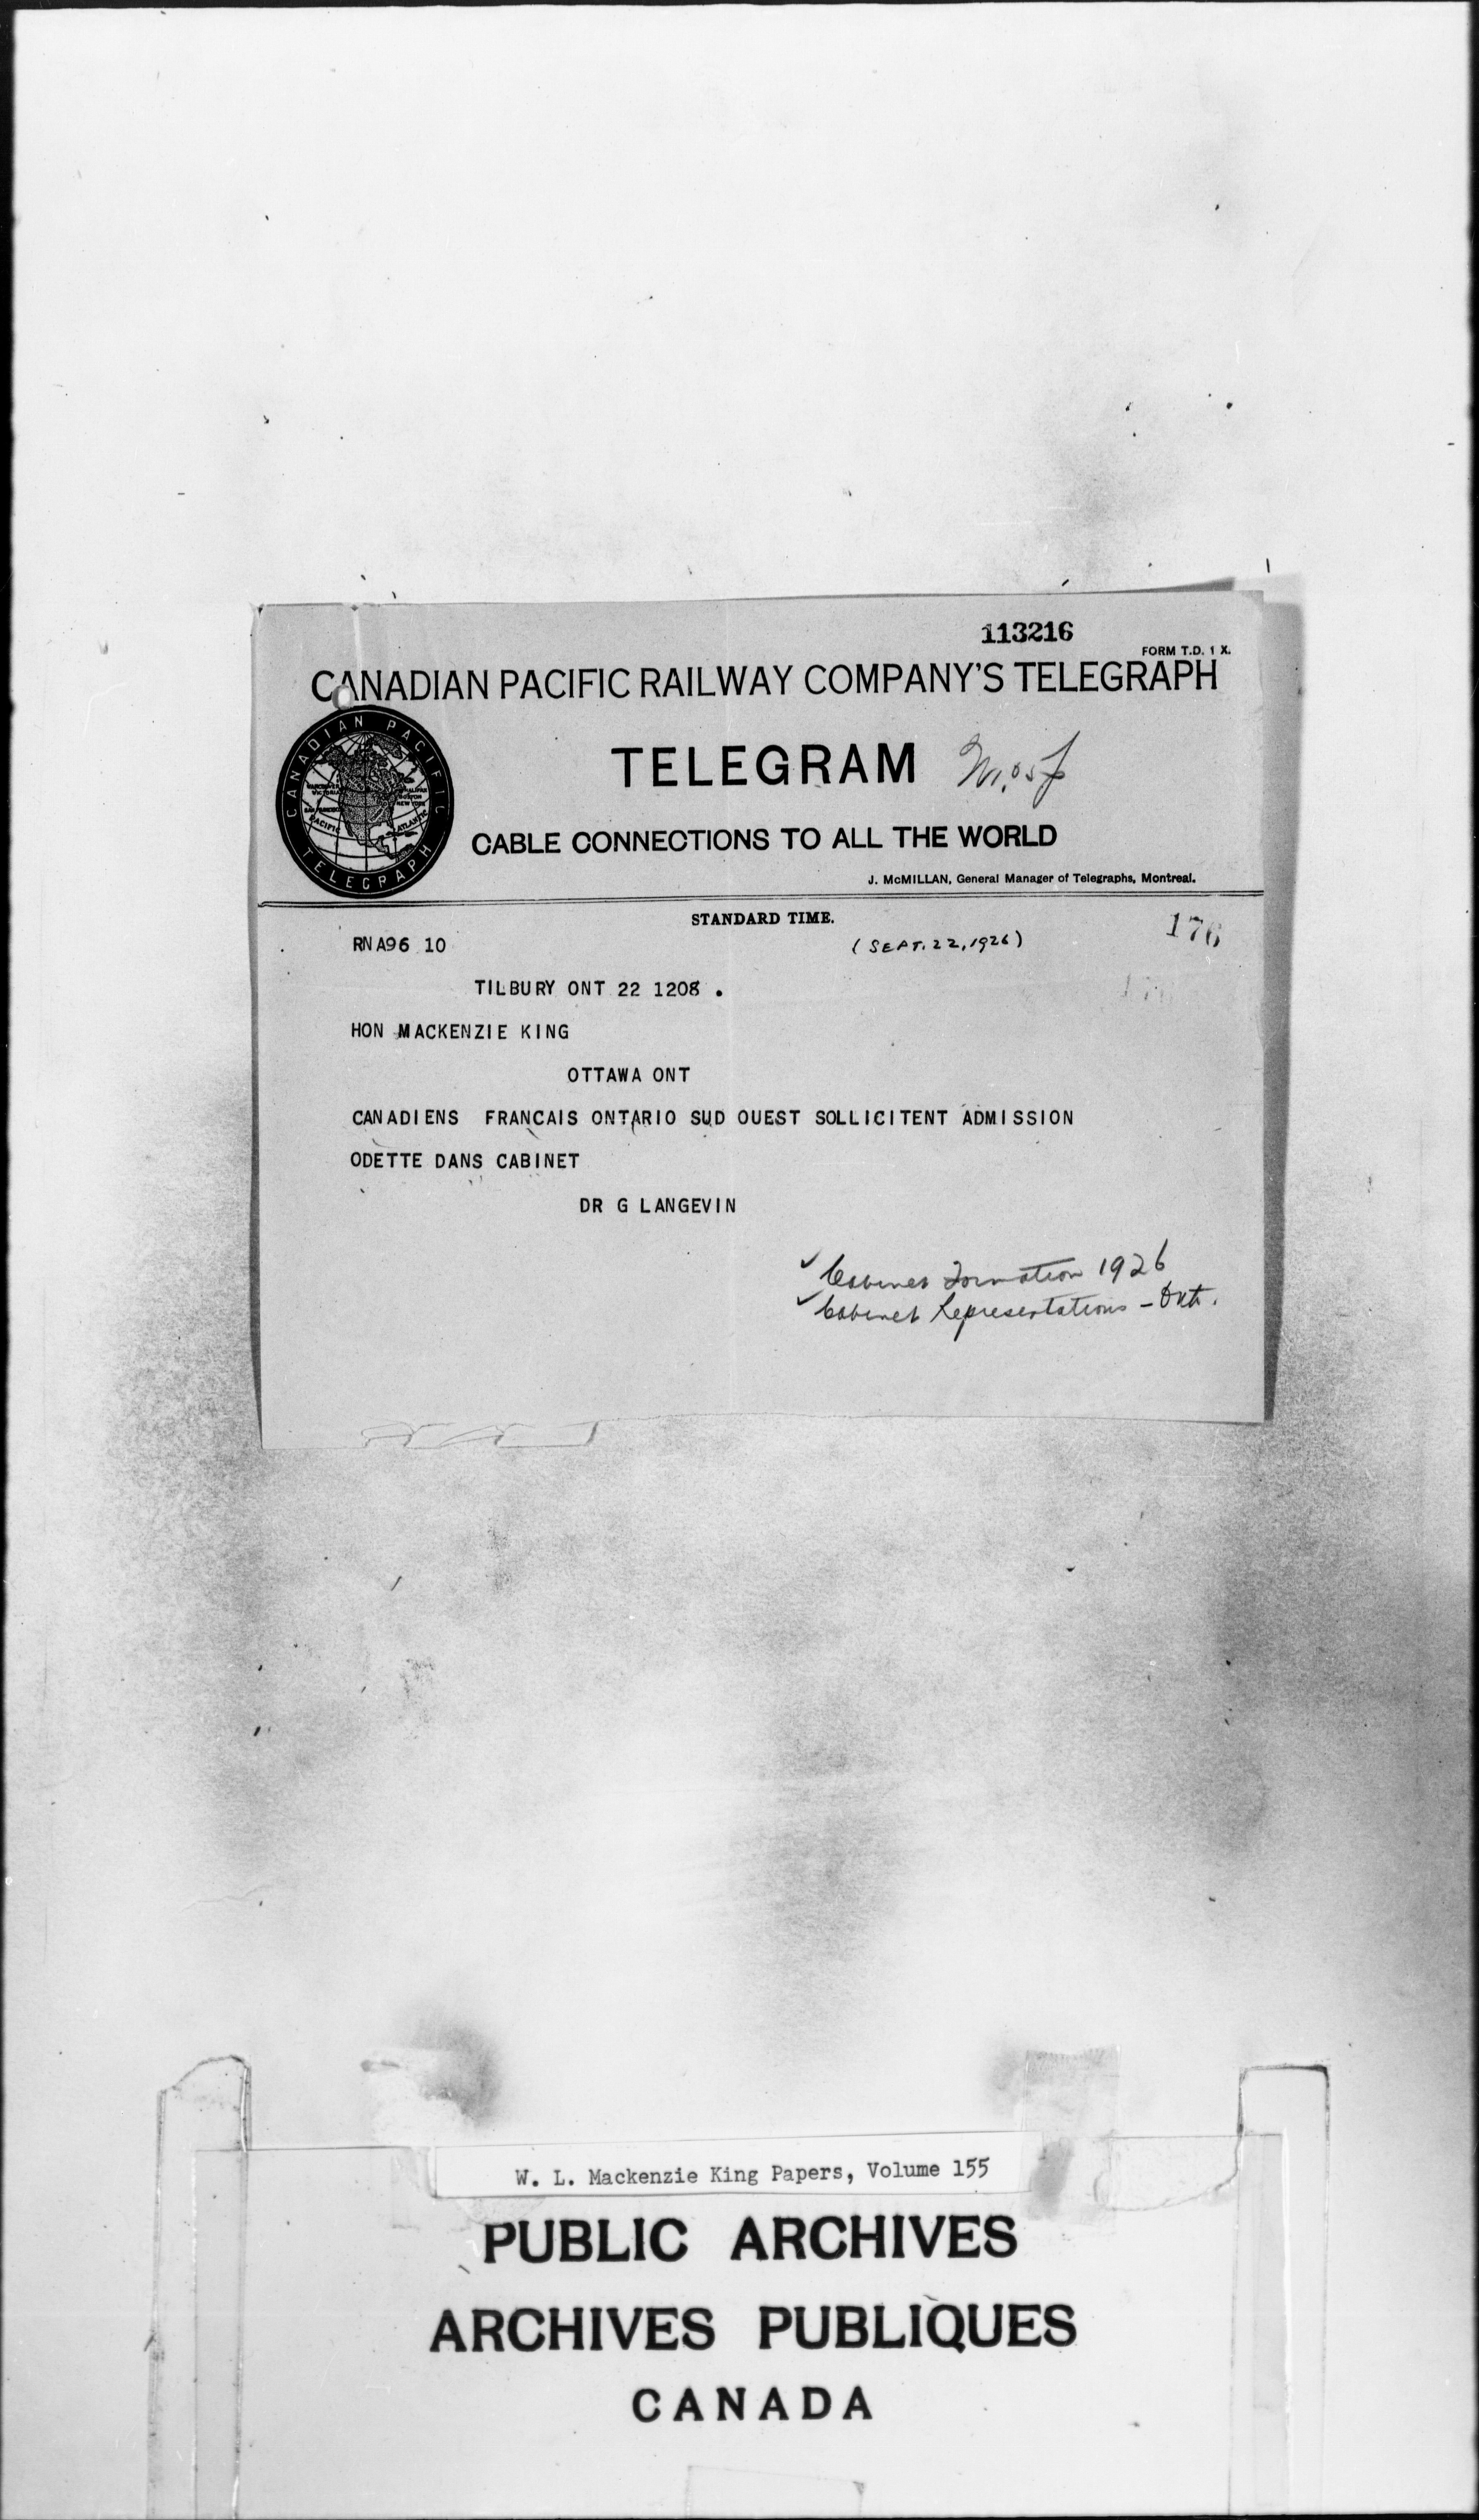 113216
FORM T.D. 1 X.
CANADIAN PACIFIC RAILWAY COMPANY'S TELEGRAPH
CANADIAN PACIFIC
TELEGRAPH
TELEGRAM
CABLE CONNECTIONS TO ALL THE WORLD
J. McMILLAN, General Manager of Telegraphs, Montreal.
STANDARD TIME.
176
RNA96 10
(SEPT. 22, 1926)
TILBURY ONT 22 1208 .
HON MACKENZIE KING
OTTAWA ONT
CANADIENS FRANCAIS ONTARIO SUD OUEST SOLLICITENT ADMISSION
ODETTE DANS CABINET
DR G LANGEVIN
✓ Cabinet Formation 1926
✓ Cabinet Representations - Ont.
W. L. Mackenzie King Papers, Volume 155
PUBLIC ARCHIVES
ARCHIVES PUBLIQUES
CANADA